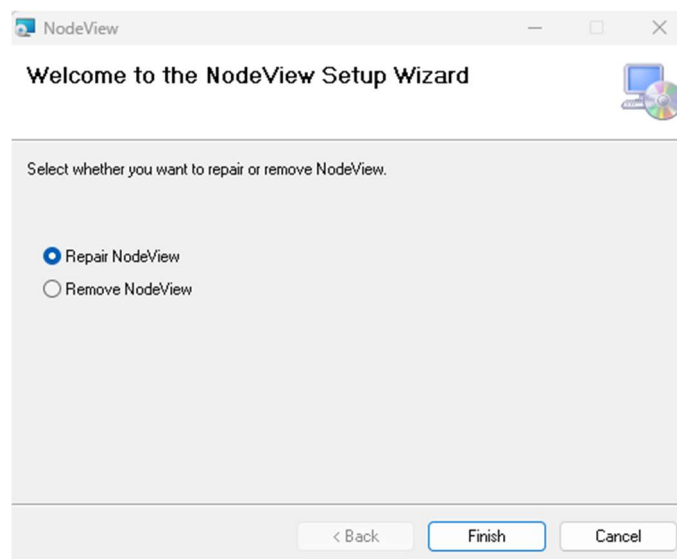 NodeView
Welcome to the NodeView Setup Wizard
Select whether you want to repair or remove NodeView.
Repair NodeView
Remove NodeView
< Back Finish Cancel